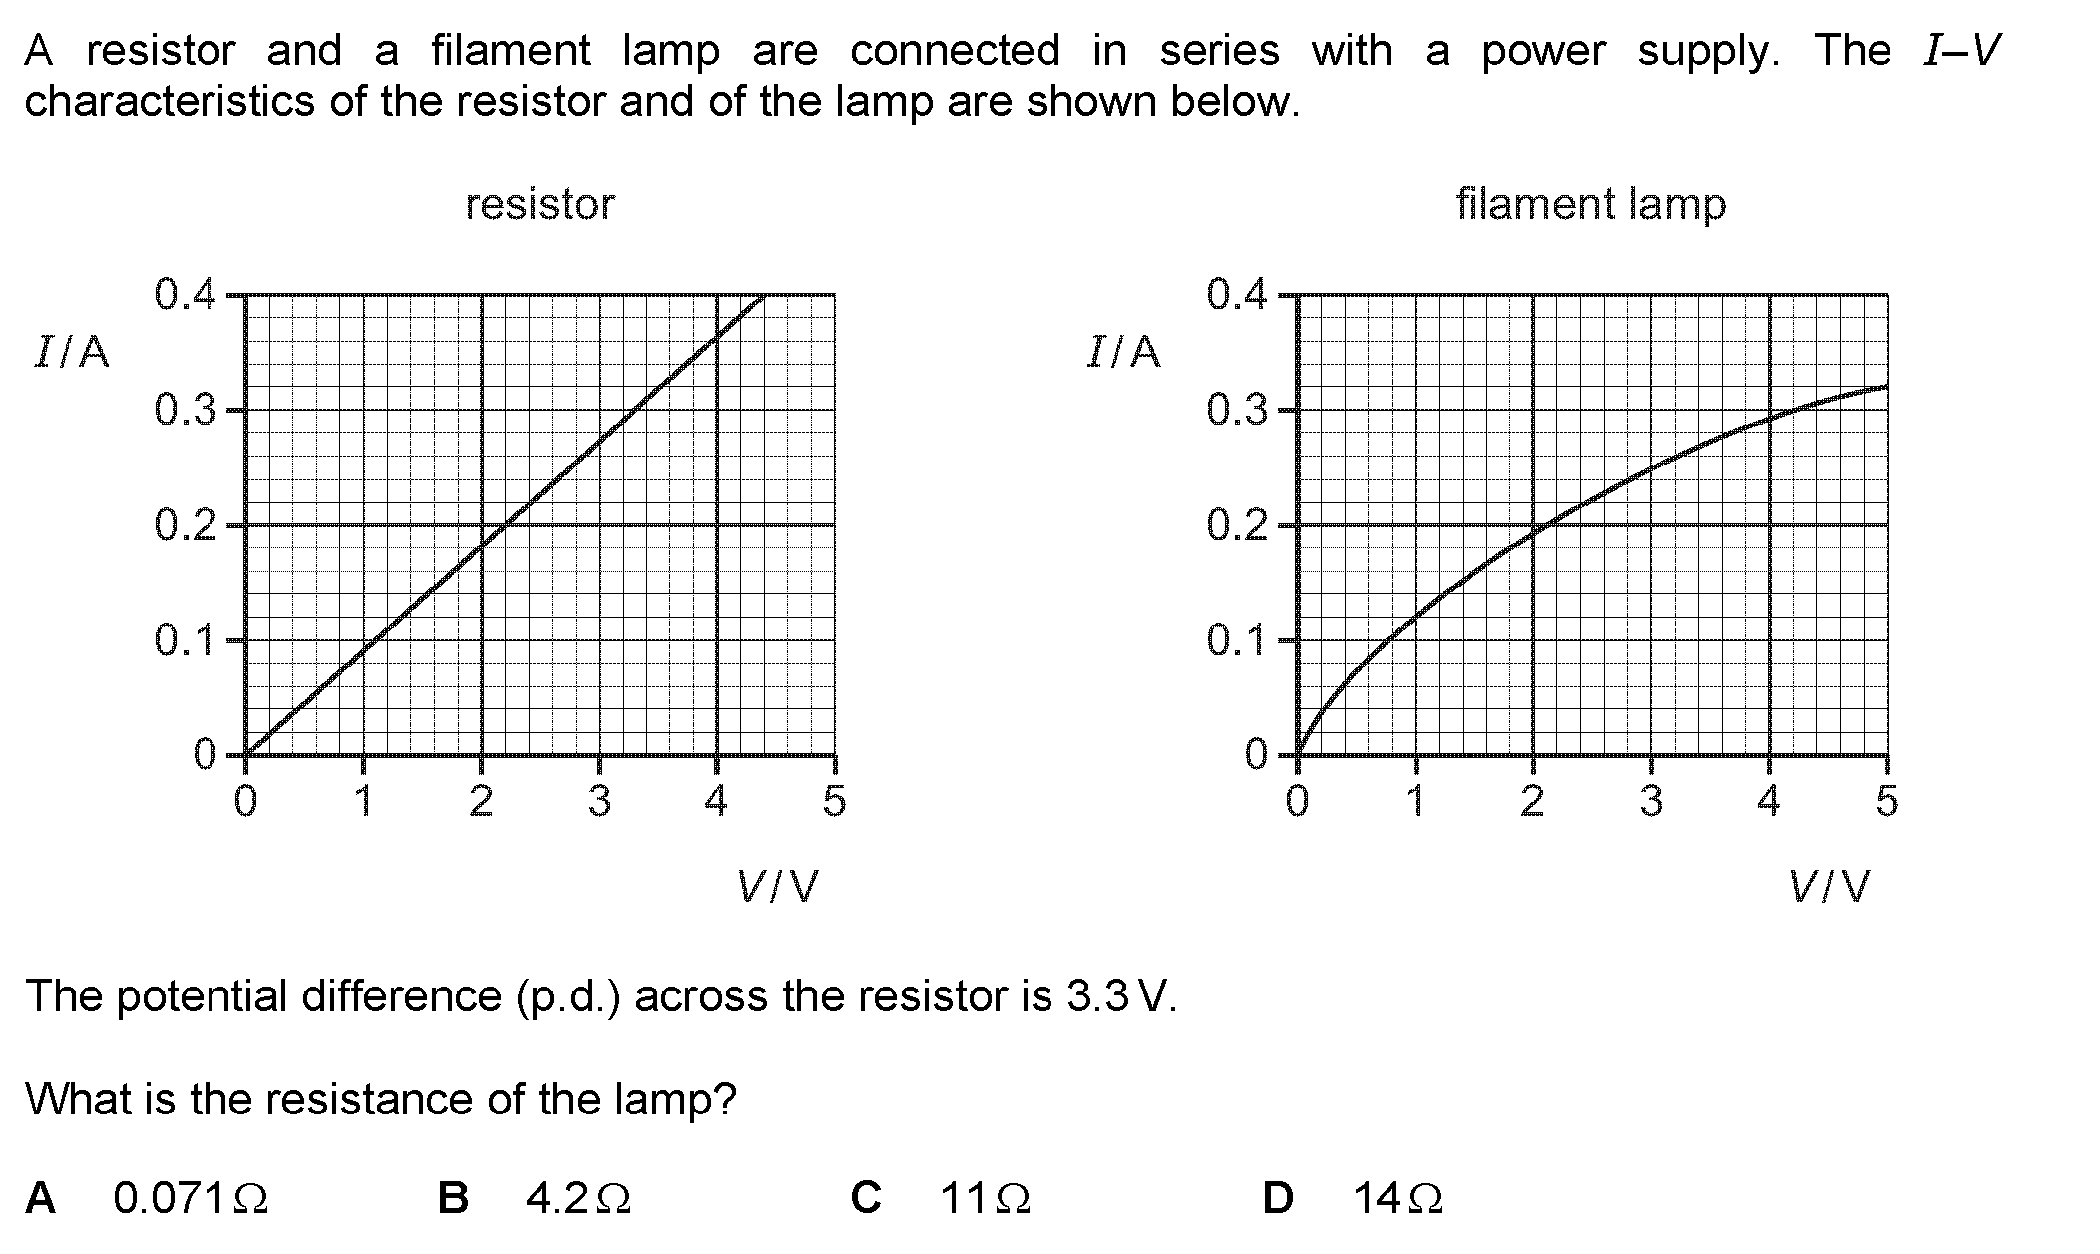 A resistor and a filament lamp are connected in series with a power supply. The I–V
characteristics of the resistor and of the lamp are shown below.
resistor
filament lamp
0.4
I / A
0.3
0.2
0.1
0
0 1 2 3 4 5
V / V
0.4
I / A
0.3
0.2
0.1
0
0 1 2 3 4 5
V / V
The potential difference (p.d.) across the resistor is 3.3 V.
What is the resistance of the lamp?
A 0.071 Ω B 4.2 Ω C 11 Ω D 14 Ω